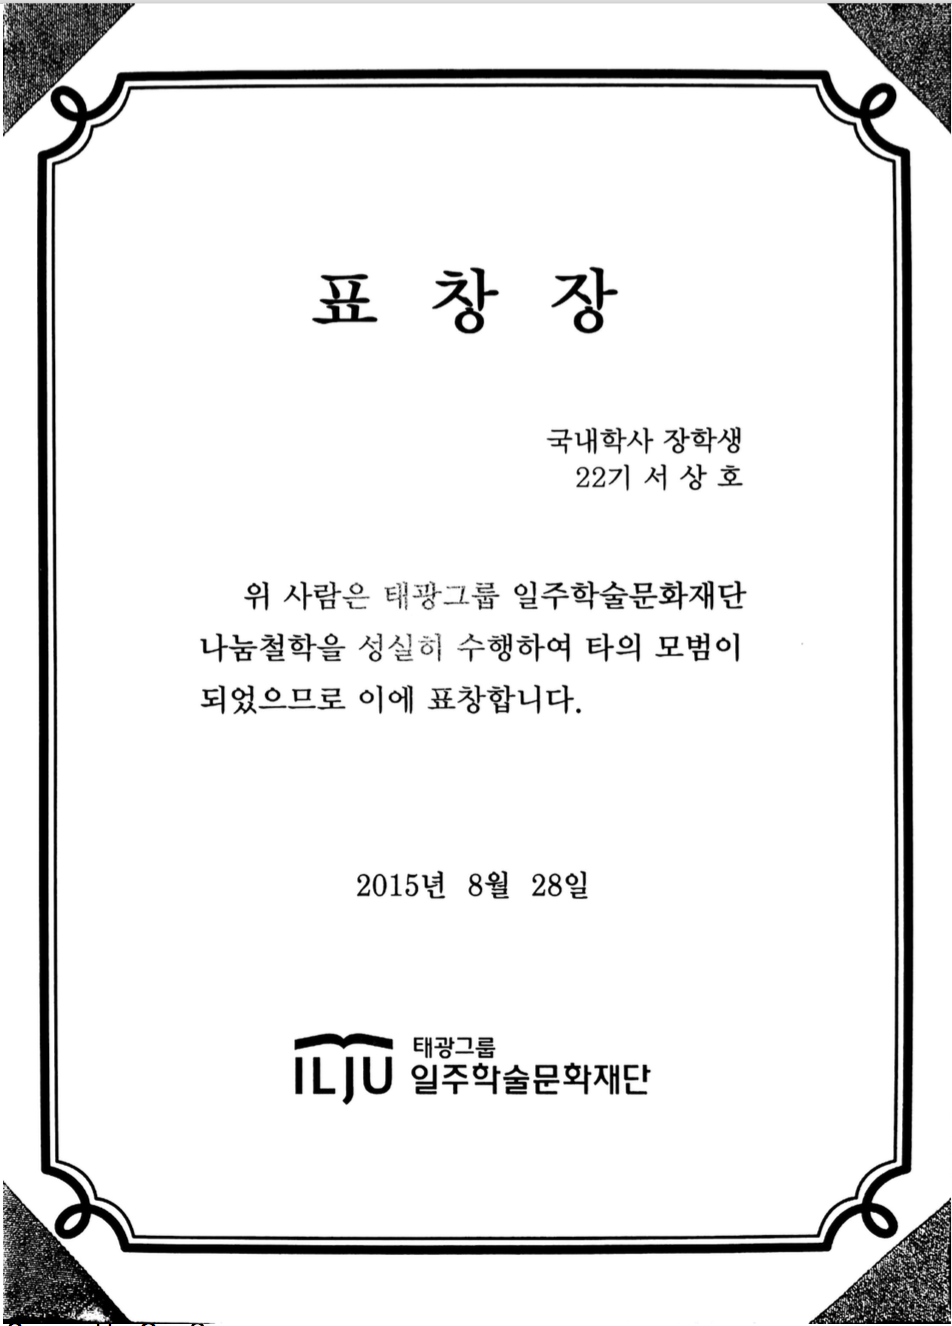 표 창 장
국내학사 장학생
22기 서 상 호
위 사람은 태광그룹 일주학술문화재단
나눔철학을 성실히 수행하여 타의 모범이
되었으므로 이에 표창합니다.
2015년 8월 28일
ILJU 태광그룹
일주학술문화재단